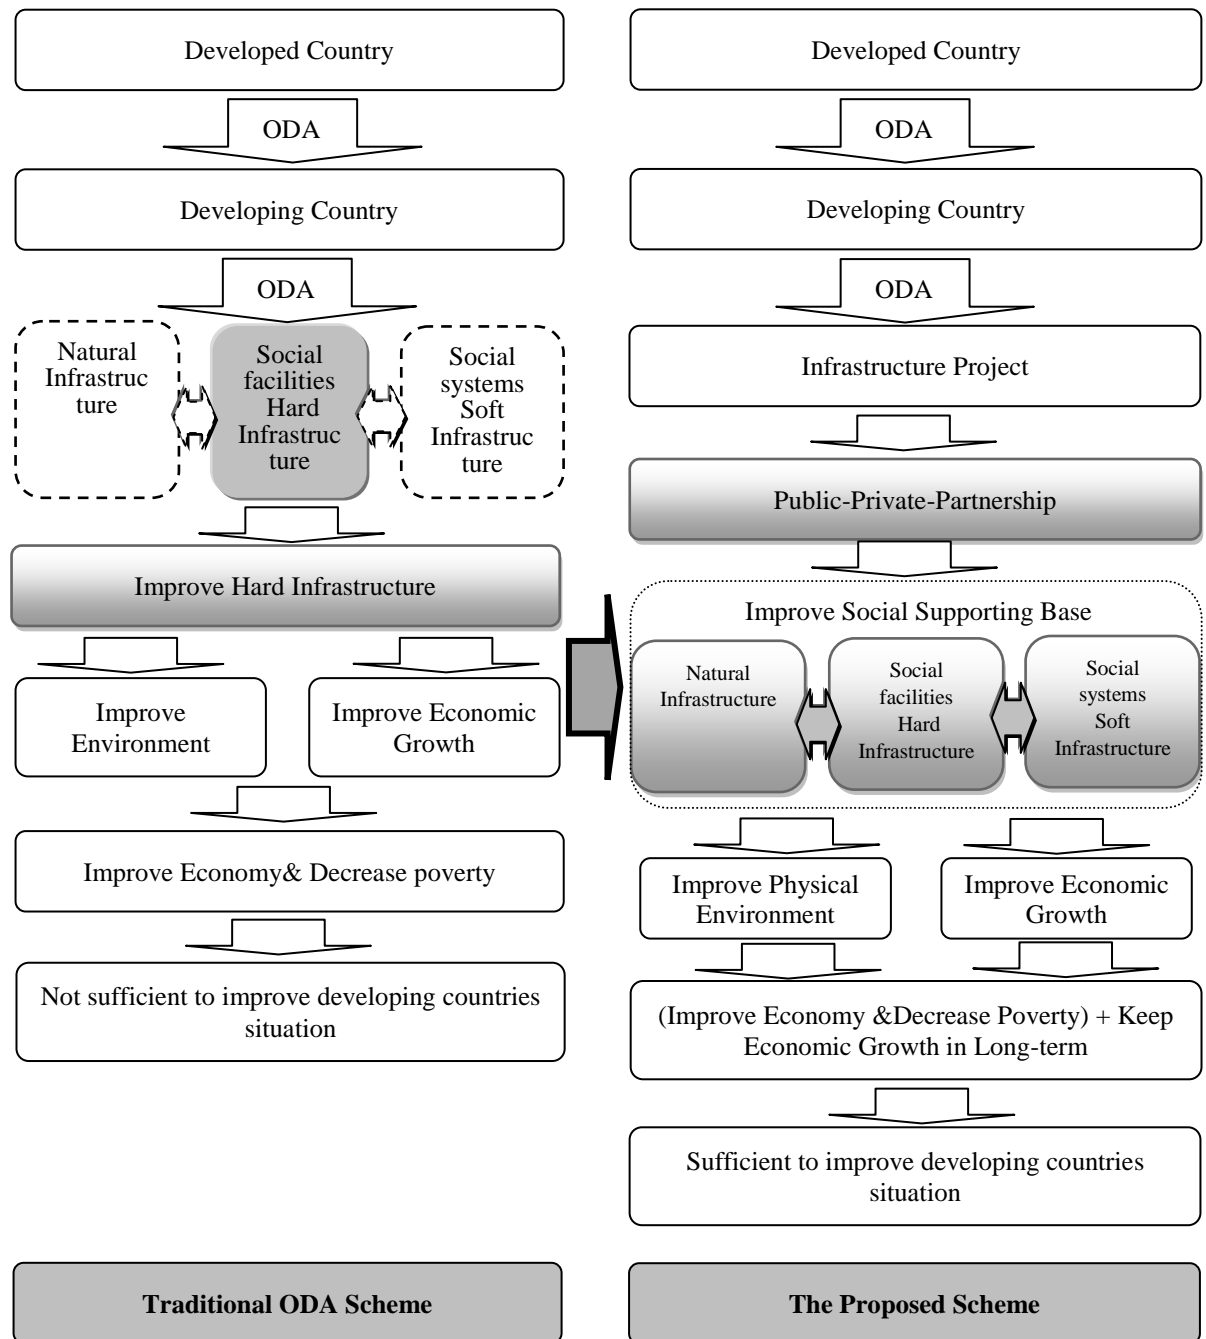 Developed Country
ODA
Developing Country
ODA
Natural
Infrastruc
ture
Social
facilities
Hard
Infrastruc
ture
Social
systems
Soft
Infrastruc
ture
Improve Hard Infrastructure
Improve
Environment
Improve Economic
Growth
Improve Economy& Decrease poverty
Not sufficient to improve developing countries
situation
Traditional ODA Scheme
Developed Country
ODA
Developing Country
ODA
Infrastructure Project
Public-Private-Partnership
Improve Social Supporting Base
Natural
Infrastructure
Social
facilities
Hard
Infrastructure
Social
systems
Soft
Infrastructure
Improve Physical
Environment
Improve Economic
Growth
(Improve Economy &Decrease Poverty) + Keep
Economic Growth in Long-term
Sufficient to improve developing countries
situation
The Proposed Scheme